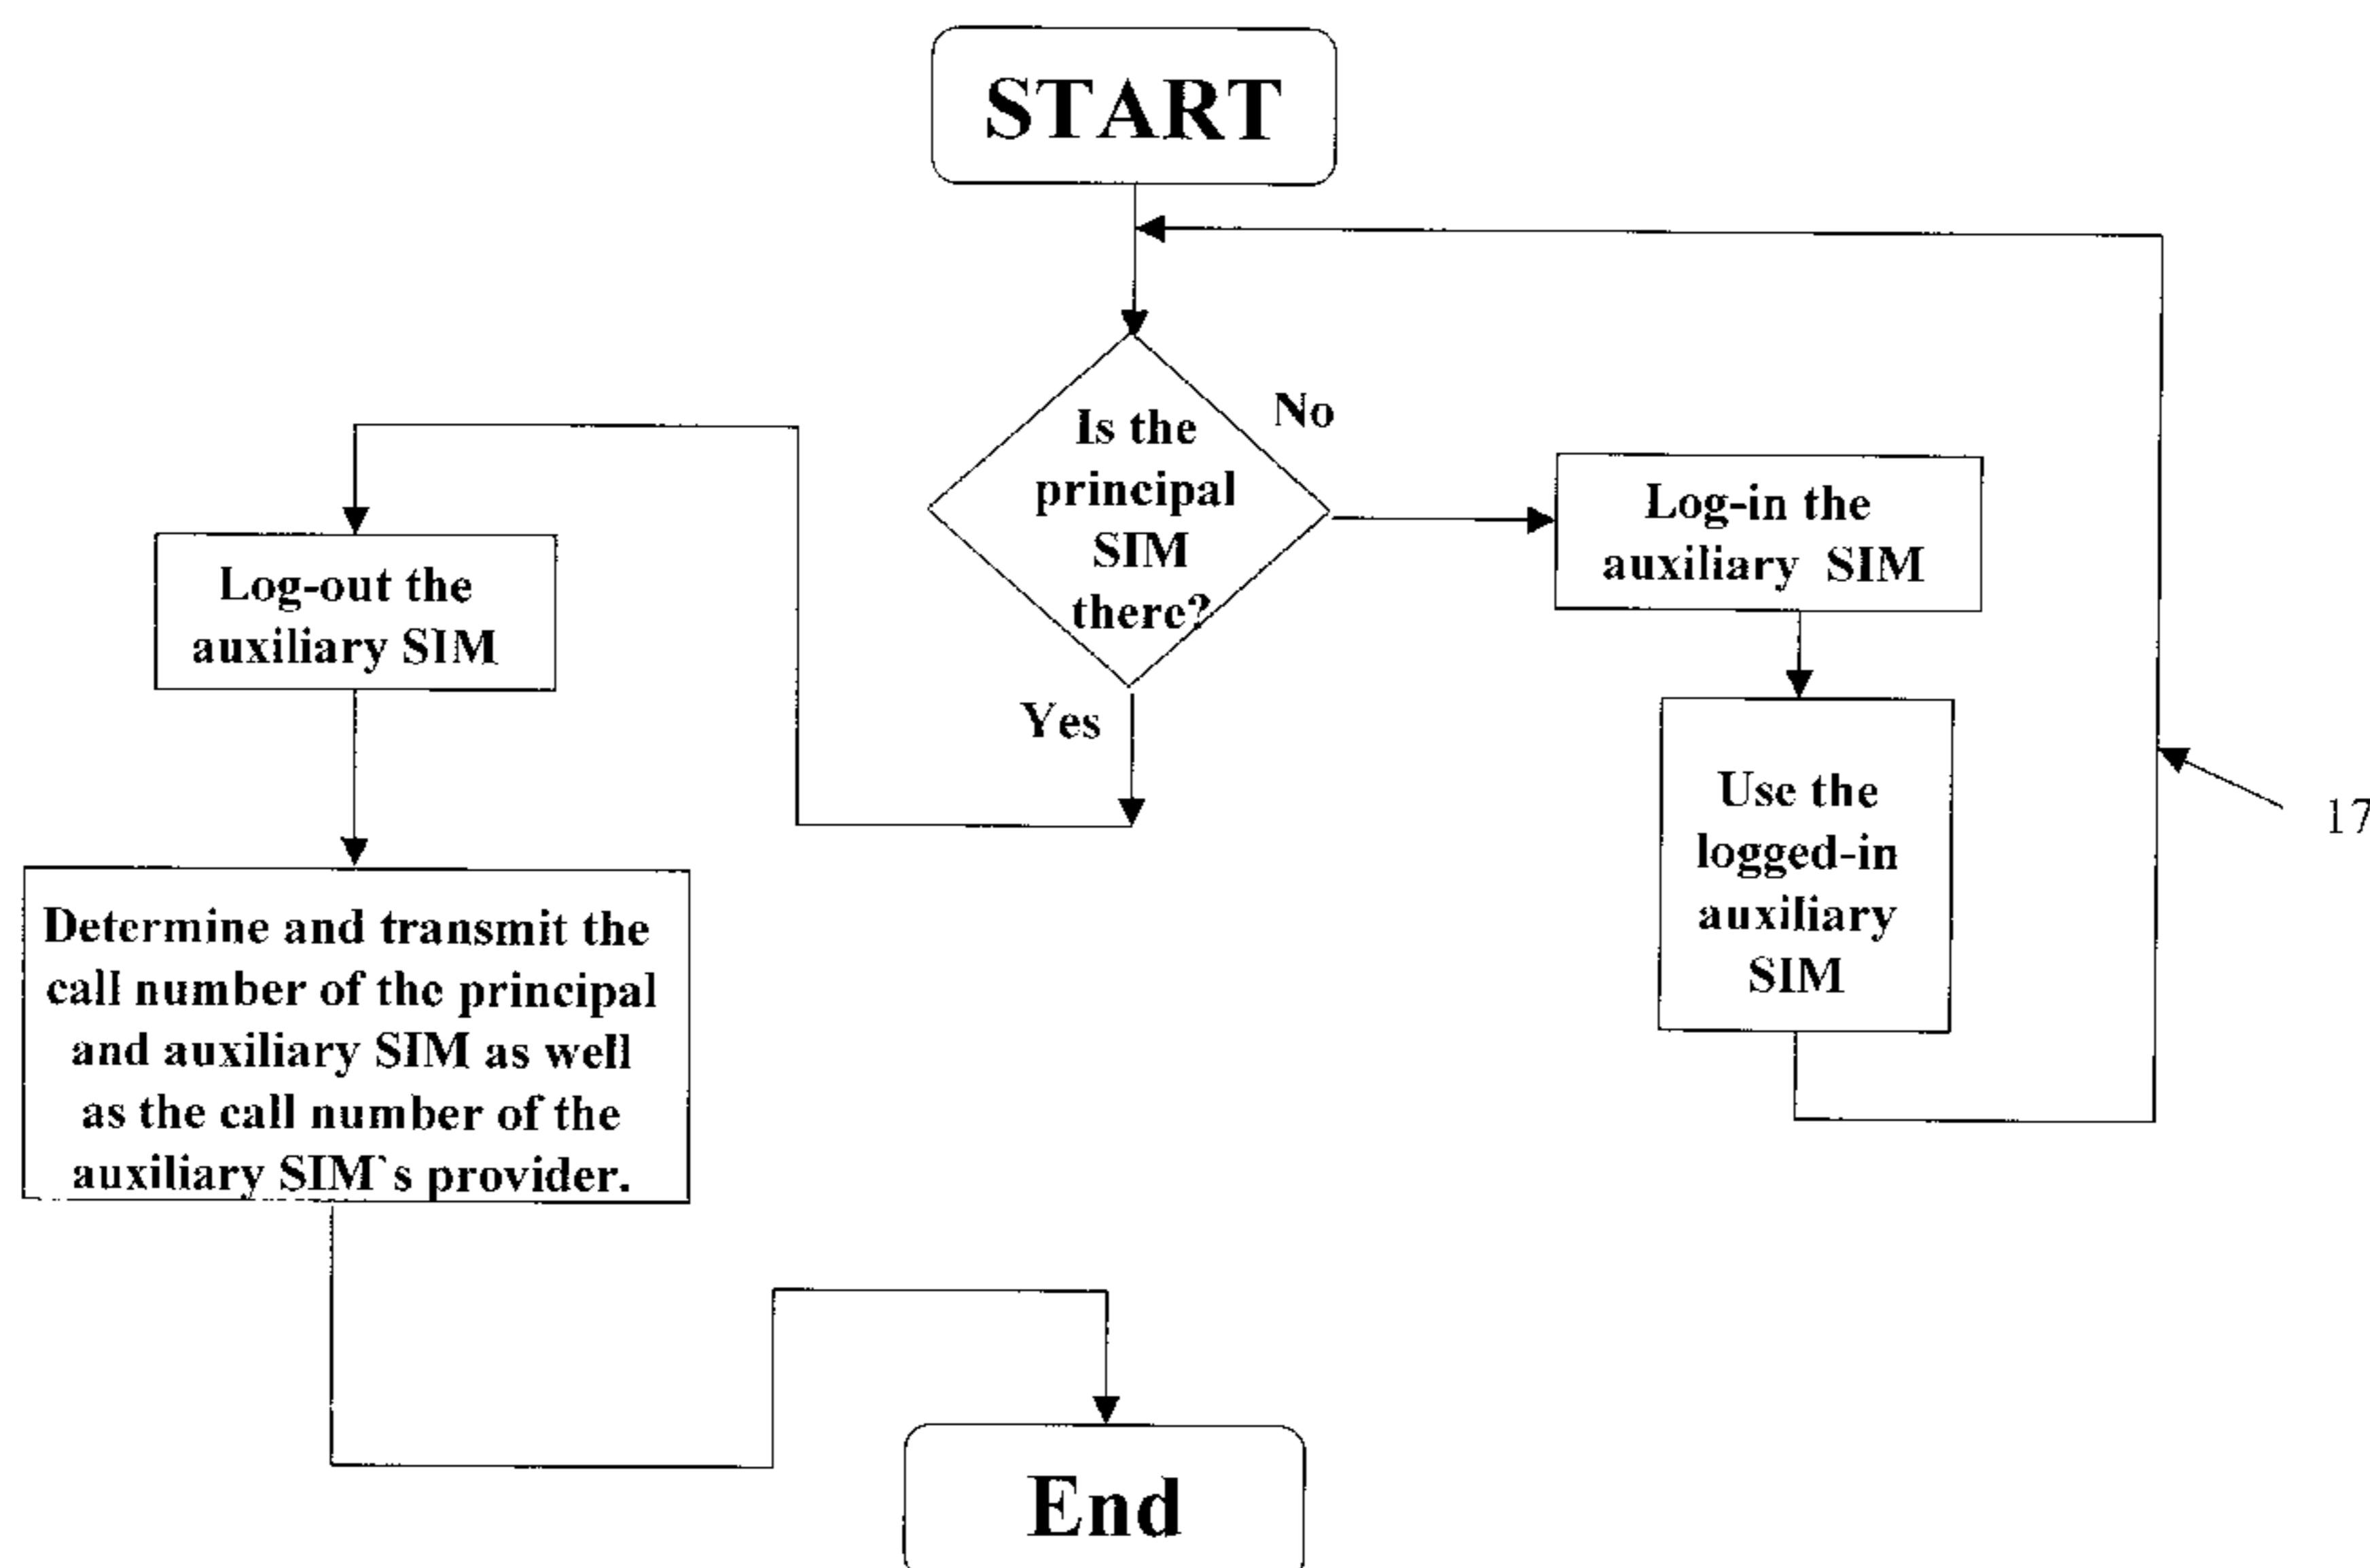 START
Is the
principal
SIM
there?
No
Yes
Log-in the
auxiliary SIM
Use the
logged-in
auxiliary
SIM
17
Log-out the
auxiliary SIM
Determine and transmit the
call number of the principal
and auxiliary SIM as well
as the call number of the
auxiliary SIM`s provider.
End